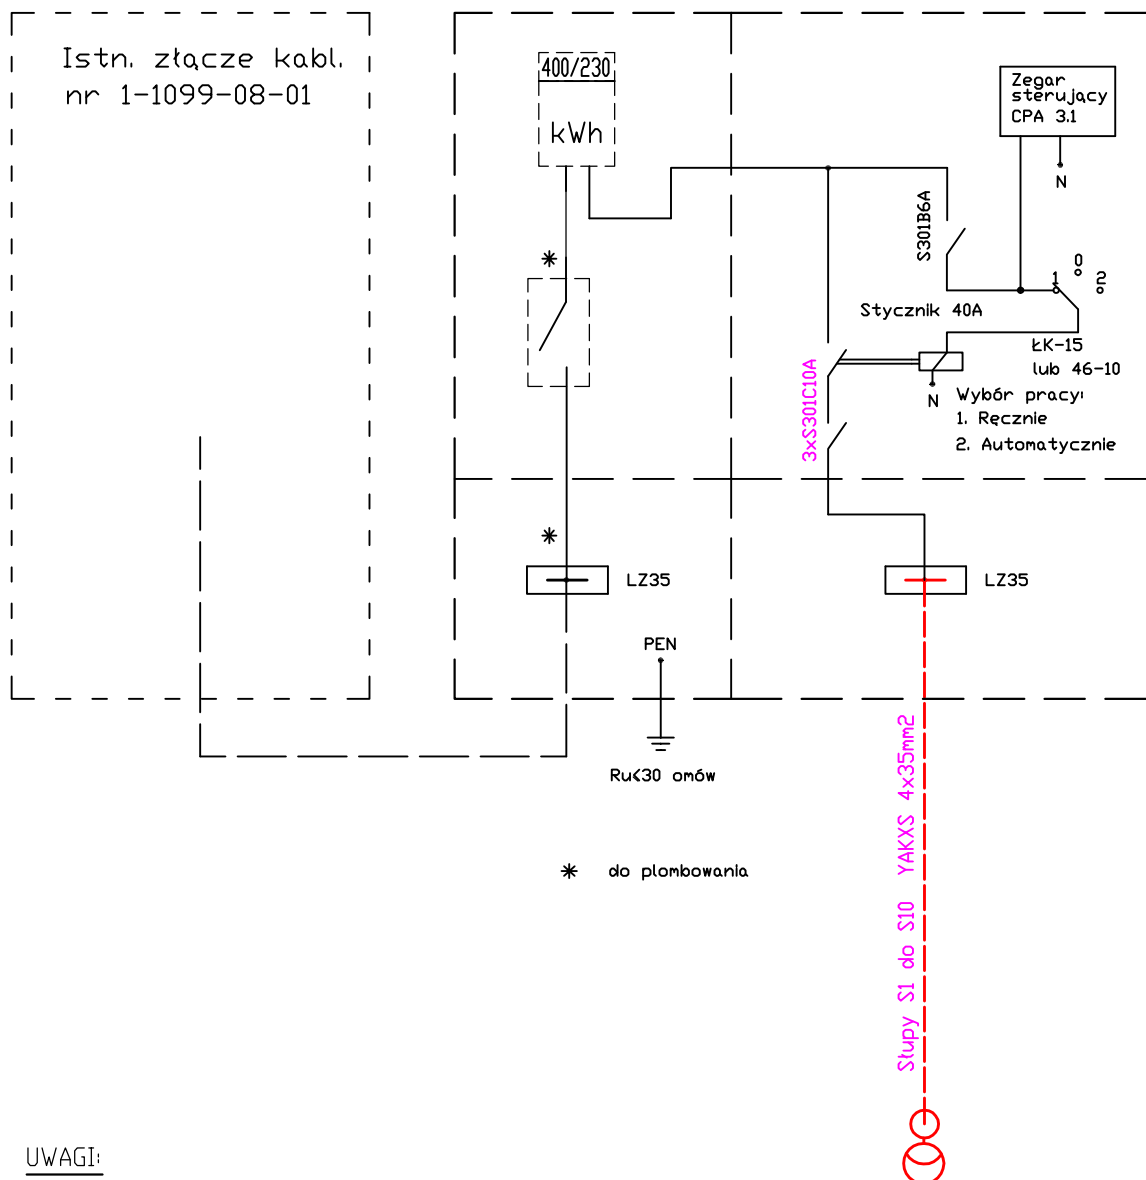 Istn. złącze kabl.
nr 1-1099-08-01
400/230
kWh
Zegar
sterujący
CPA 3.1
N
S301B6A
0
1
2
Stycznik 40A
ŁK-15
lub 46-10
N
Wybór pracy:
1. Ręcznie
2. Automatycznie
3xS301C10A
*
*
LZ35
LZ35
PEN
Ru<30 omów
* do plombowania
Słupy S1 do S10 YAKXS 4x35mm2
UWAGI: